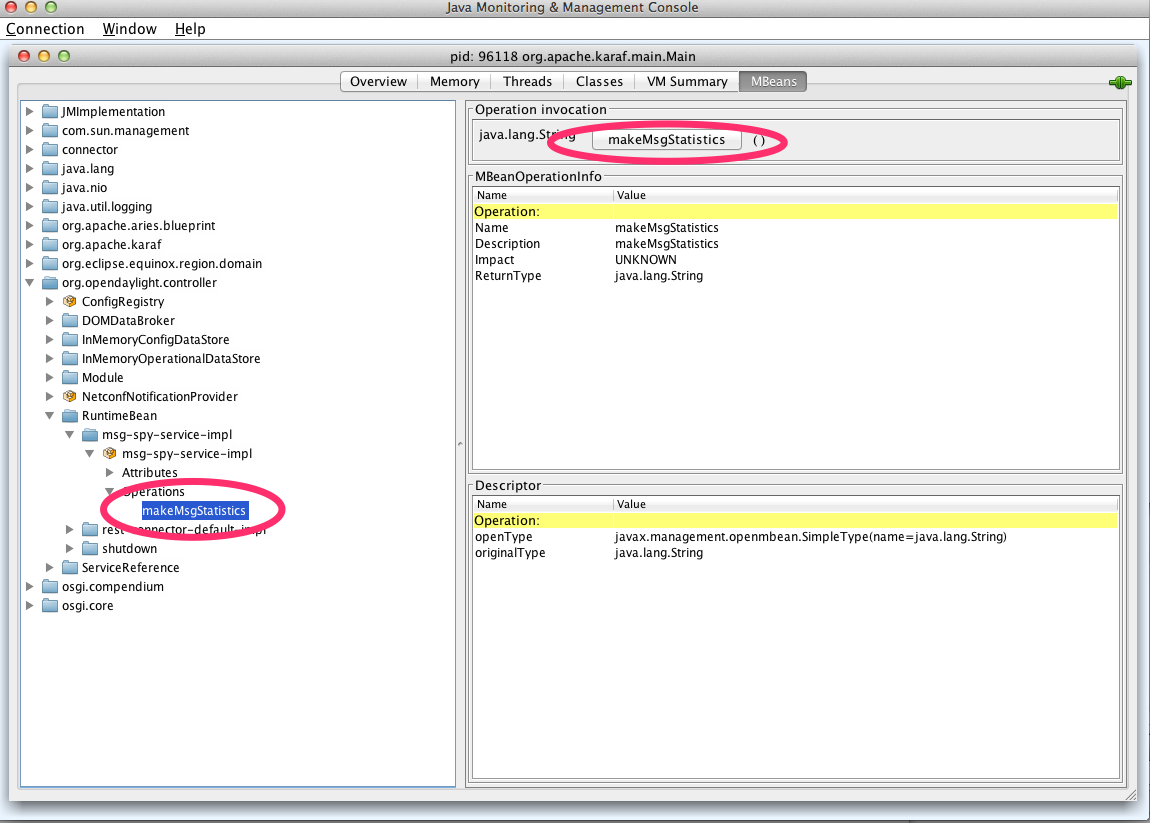 Java Monitoring & Management Console
Connection Window Help
pid: 96118 org.apache.karaf.main.Main
Overview Memory Threads Classes VM Summary MBeans
JMImplementation
com.sun.management
connector
java.lang
java.nio
java.util.logging
org.apache.aries.blueprint
org.apache.karaf
org.eclipse.equinox.region.domain
org.opendaylight.controller
ConfigRegistry
DOMDataBroker
InMemoryConfigDataStore
InMemoryOperationalDataStore
Module
NetconfNotificationProvider
RuntimeBean
msg-spy-service-impl
msg-spy-service-impl
Attributes
Operations
makeMsgStatistics
rest-connector-default-impl
shutdown
ServiceReference
osgi.compendium
osgi.core
Operation invocation
java.lang.String makeMsgStatistics ( )
MBeanOperationInfo
Name Value
Operation:
Name makeMsgStatistics
Description makeMsgStatistics
Impact UNKNOWN
ReturnType java.lang.String
Descriptor
Name Value
Operation:
openType javax.management.openmbean.SimpleType(name=java.lang.String)
originalType java.lang.String